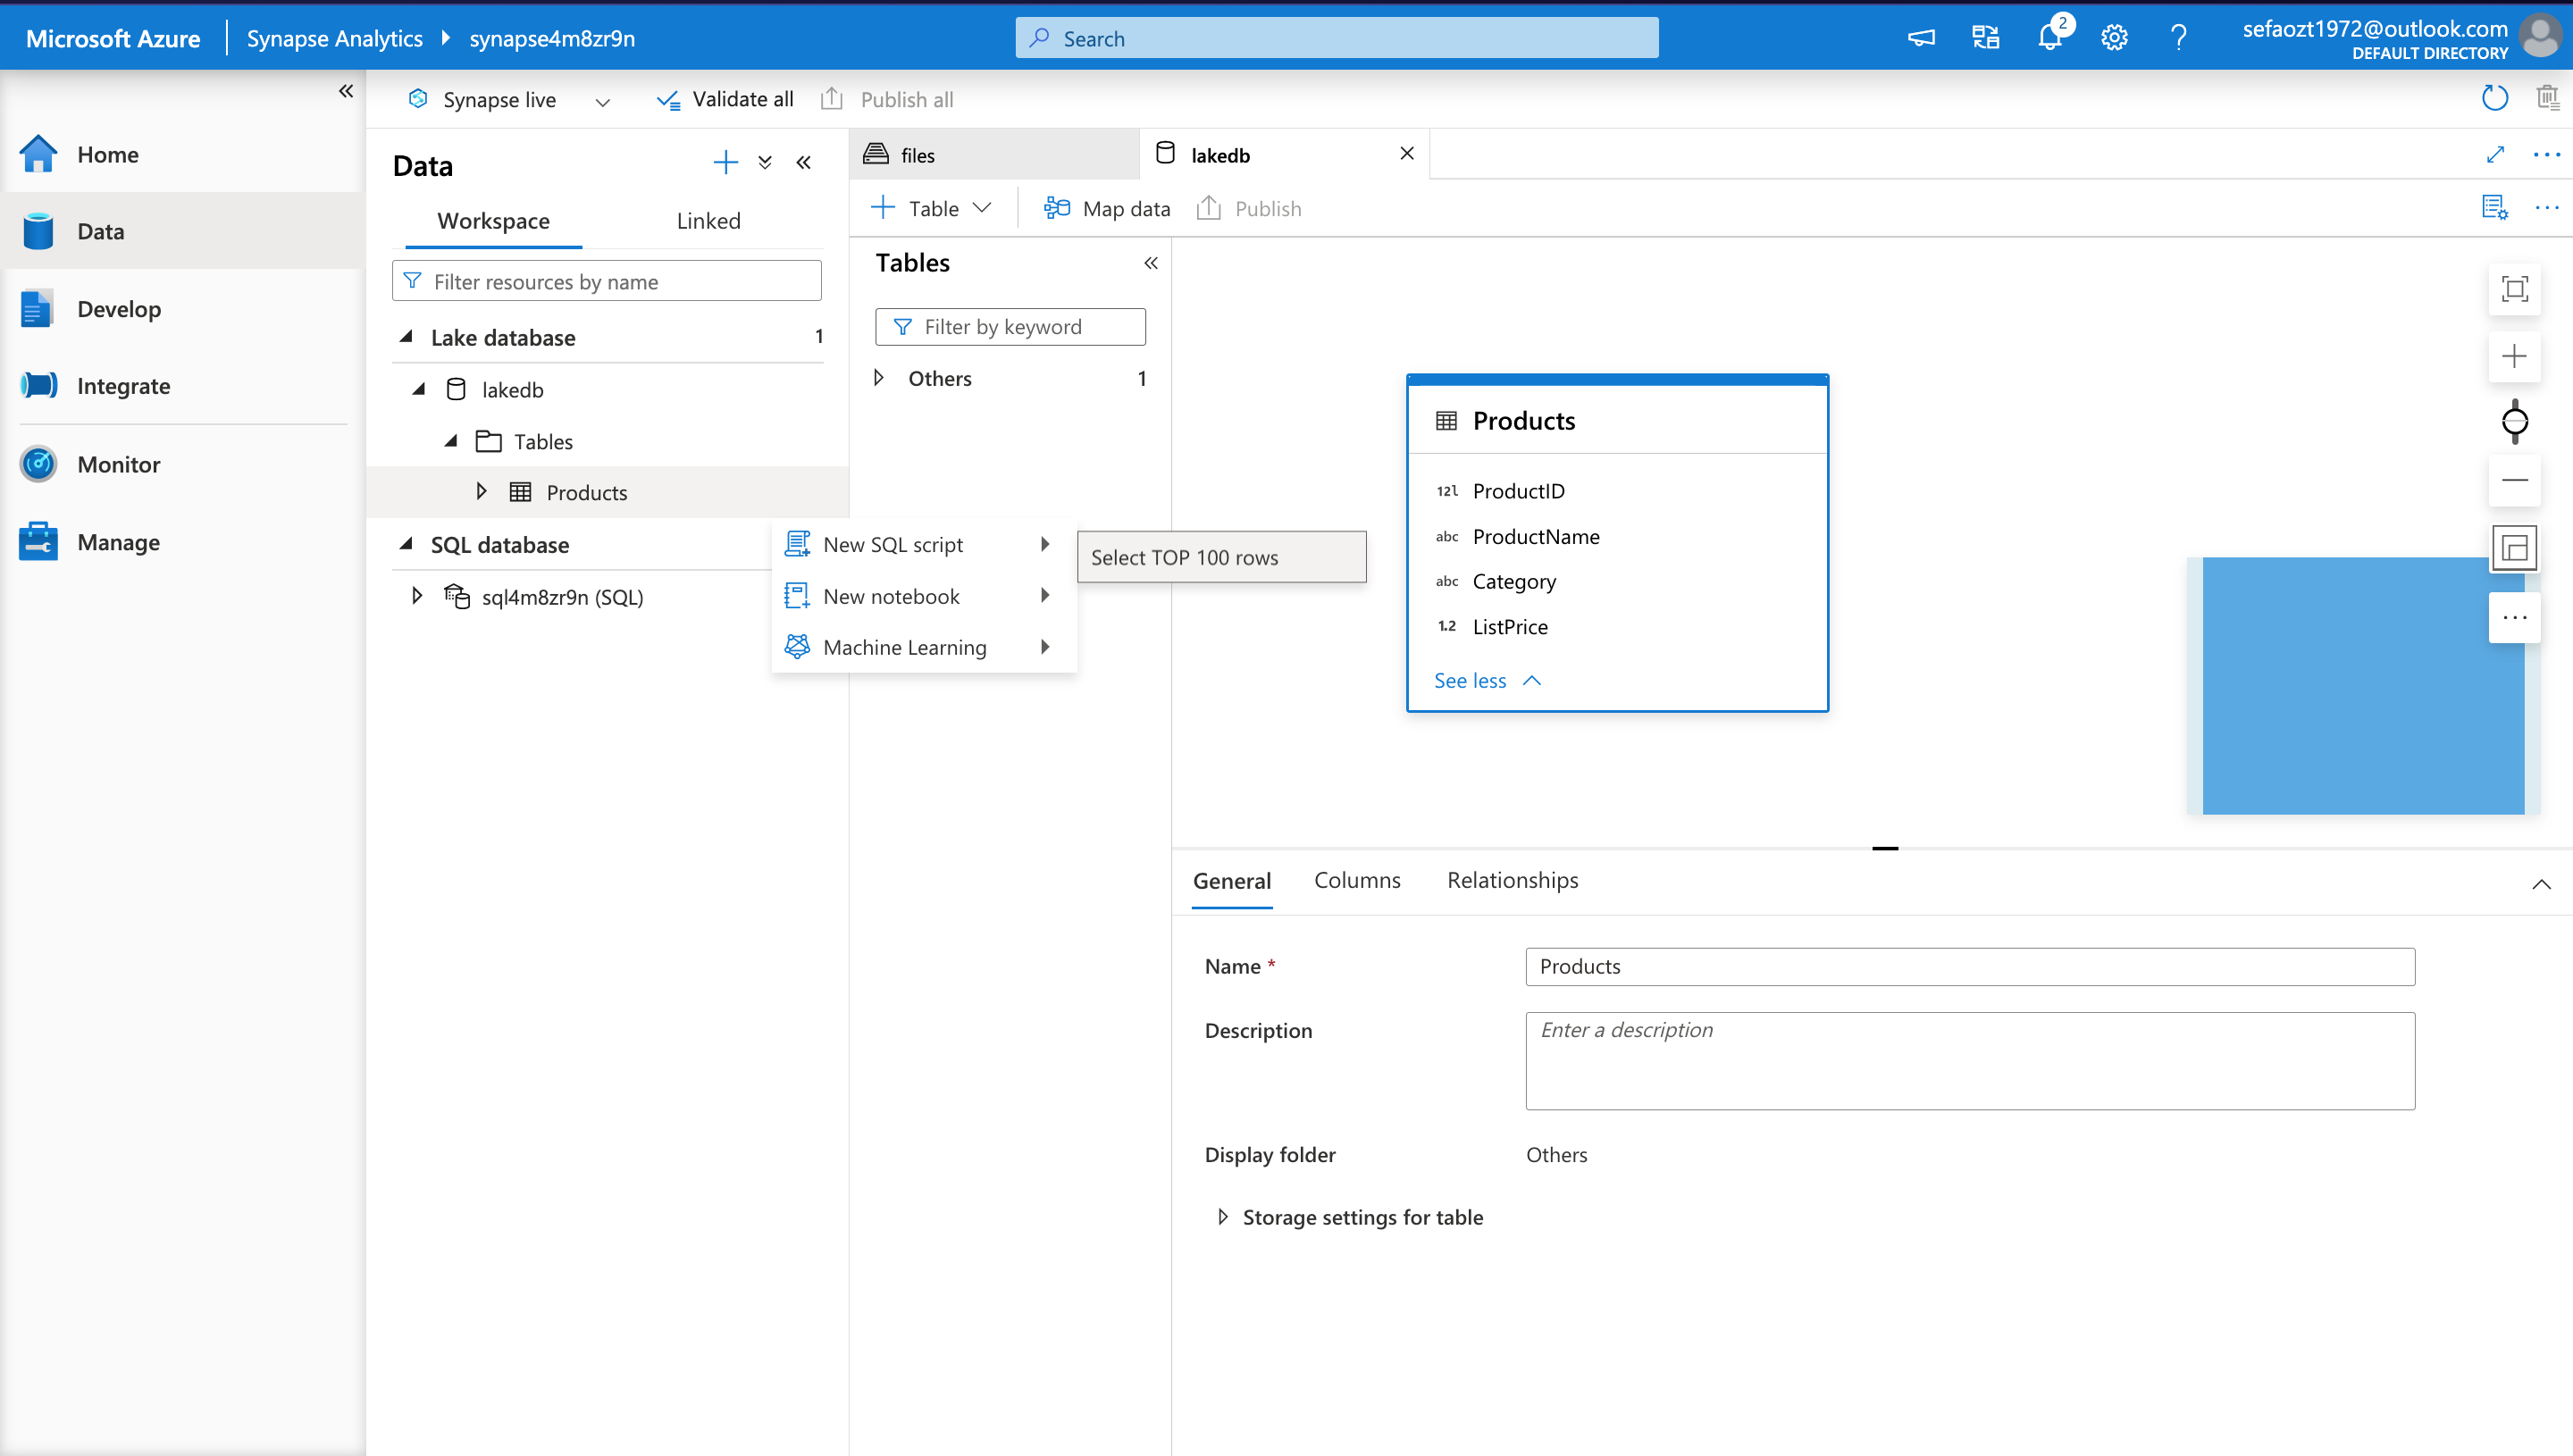 Microsoft Azure
Synapse Analytics
synapse4m8zr9n
Search
2
sefaozt1972@outlook.com
DEFAULT DIRECTORY
Synapse live
Validate all
Publish all
Home
Data
Develop
Integrate
Monitor
Manage
Data
Workspace
Linked
Filter resources by name
Lake database
1
lakedb
Tables
Products
SQL database
sql4m8zr9n (SQL)
New SQL script
New notebook
Machine Learning
Select TOP 100 rows
files
lakedb
Table
Map data
Publish
Tables
Filter by keyword
Others
1
Products
12l ProductID
abc ProductName
abc Category
1.2 ListPrice
See less
General
Columns
Relationships
Name *
Products
Description
Enter a description
Display folder
Others
Storage settings for table